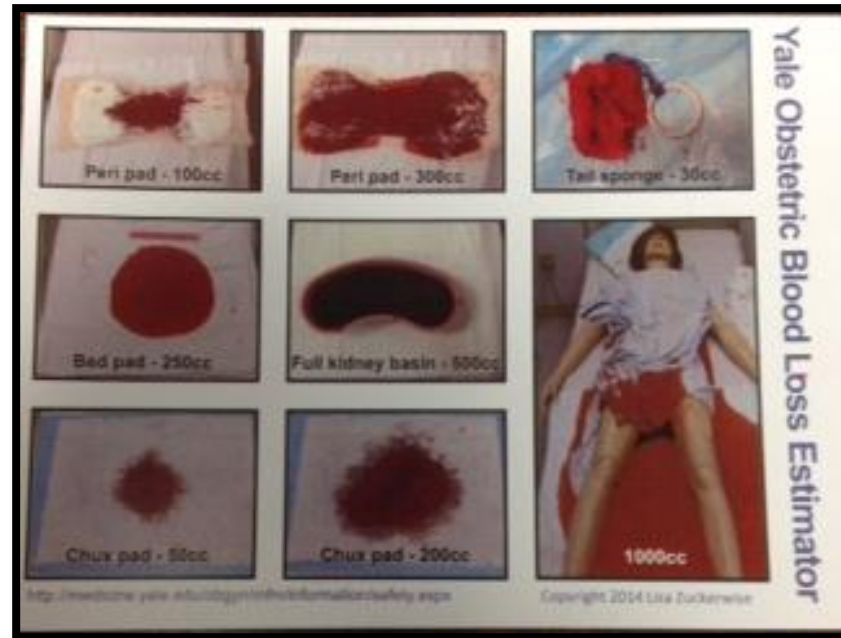 Yale Obstetric Blood Loss Estimator
Peri pad - 100cc
Peri pad - 300cc
Tail sponge - 30cc
Bed pad - 250cc
Full kidney basin - 500cc
Chux pad - 50cc
Chux pad - 200cc
1000cc
Copyright 2014 Lisa Zuckerwise